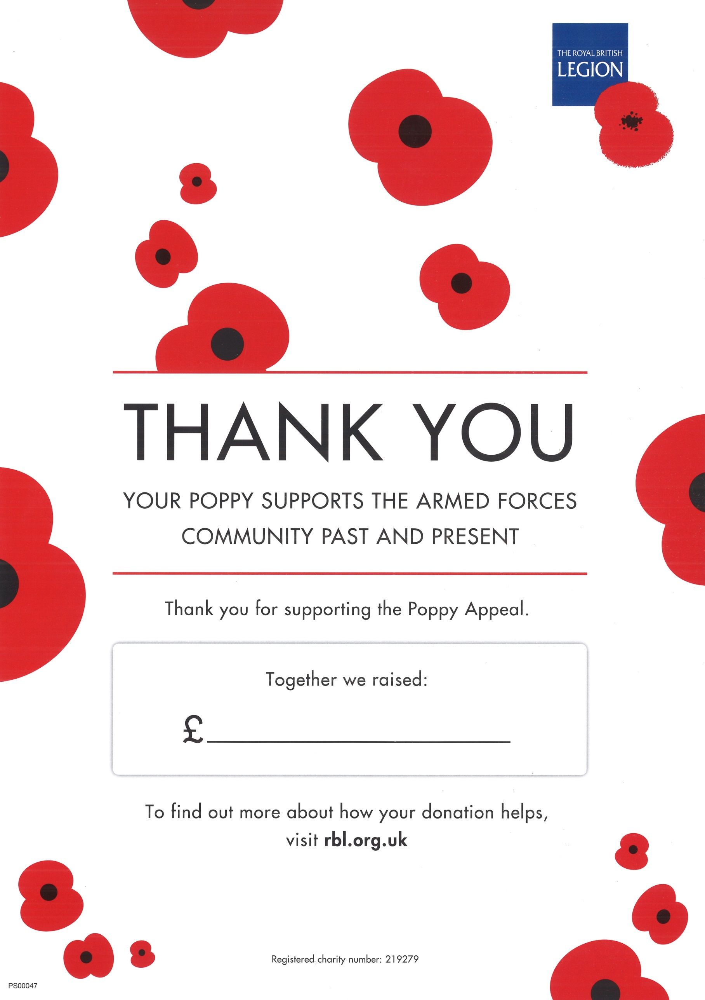 THE ROYAL BRITISH
LEGION
THANK YOU
YOUR POPPY SUPPORTS THE ARMED FORCES
COMMUNITY PAST AND PRESENT
Thank you for supporting the Poppy Appeal.
Together we raised:
£
To find out more about how your donation helps,
visit rbl.org.uk
Registered charity number: 219279
PS00047